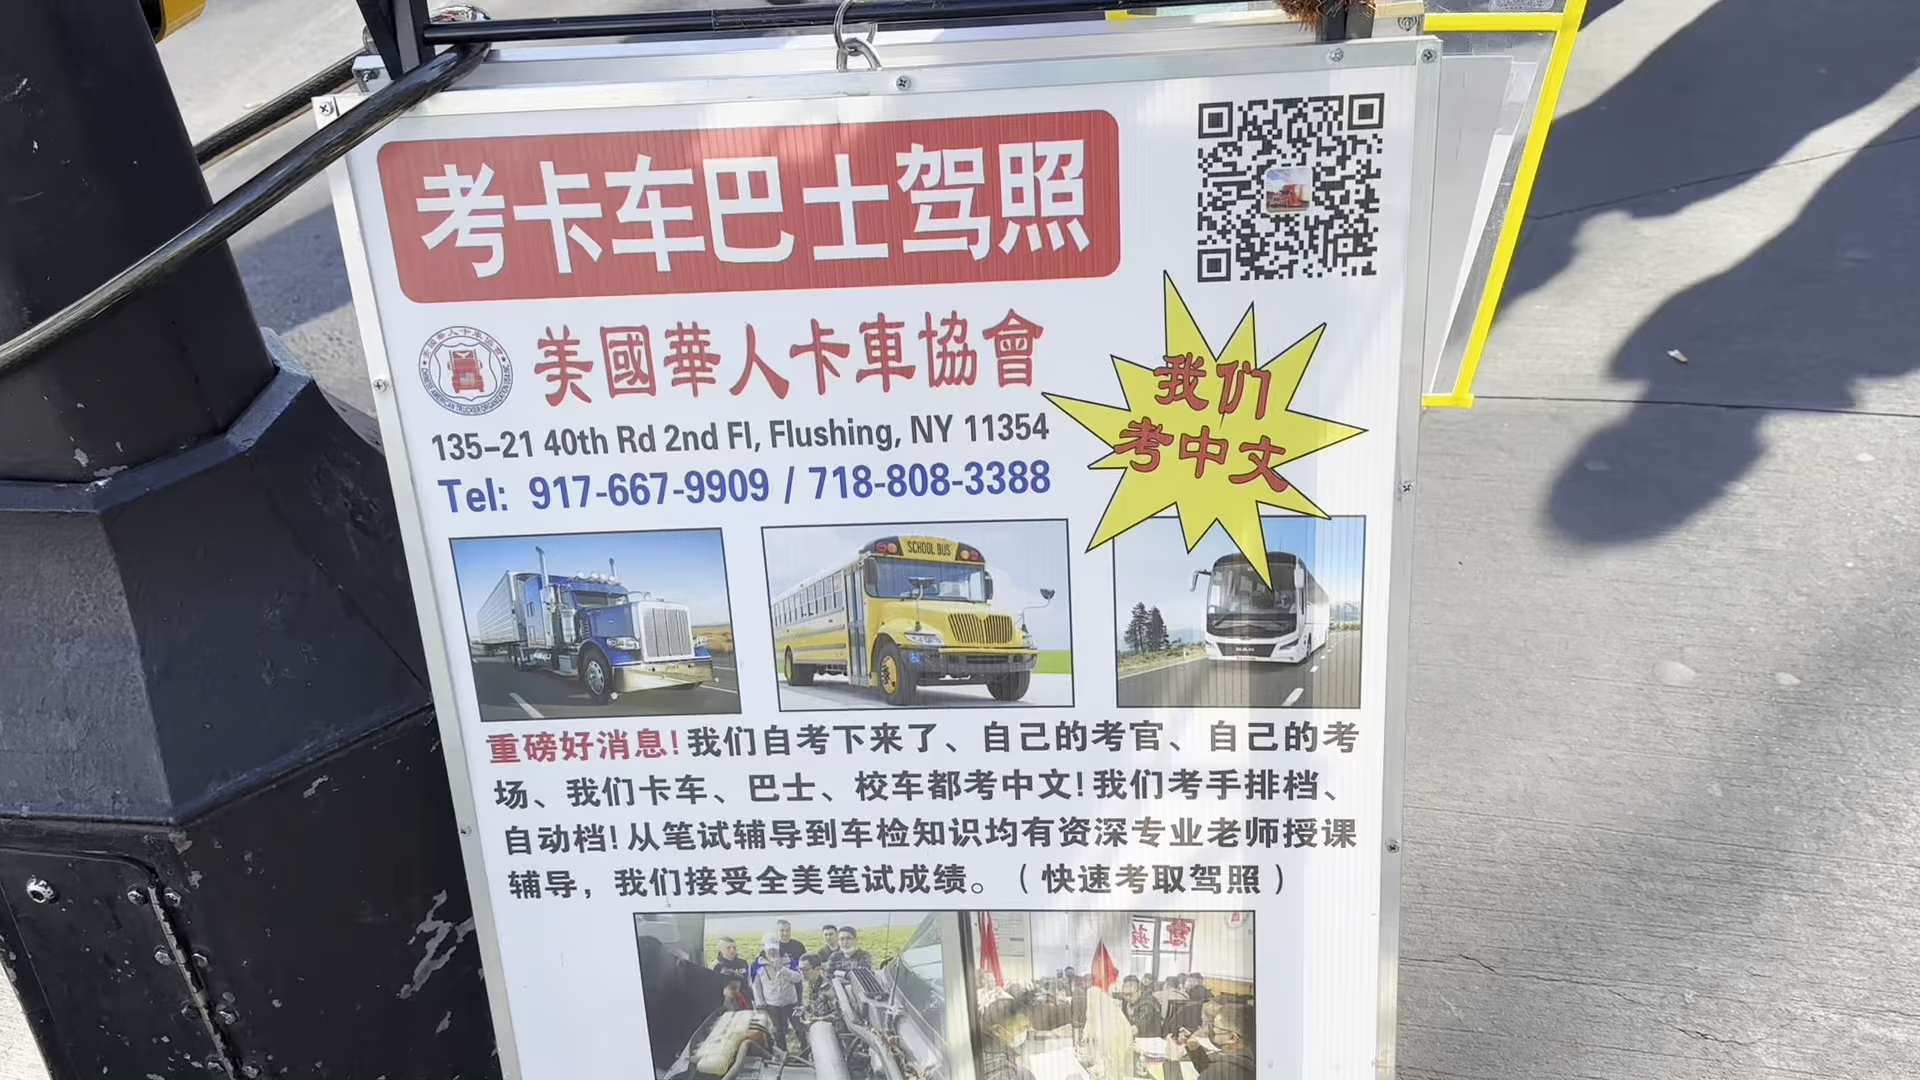 考卡车巴士驾照
美國華人卡車協會
135-21 40th Rd 2nd Fl, Flushing, NY 11354
Tel: 917-667-9909 / 718-808-3388
我们
考中文
SCHOOL BUS
MAN
重磅好消息!我们自考下来了、自己的考官、自己的考
场、我们卡车、巴士、校车都考中文!我们考手排档、
自动档!从笔试辅导到车检知识均有资深专业老师授课
辅导，我们接受全美笔试成绩。（快速考取驾照）